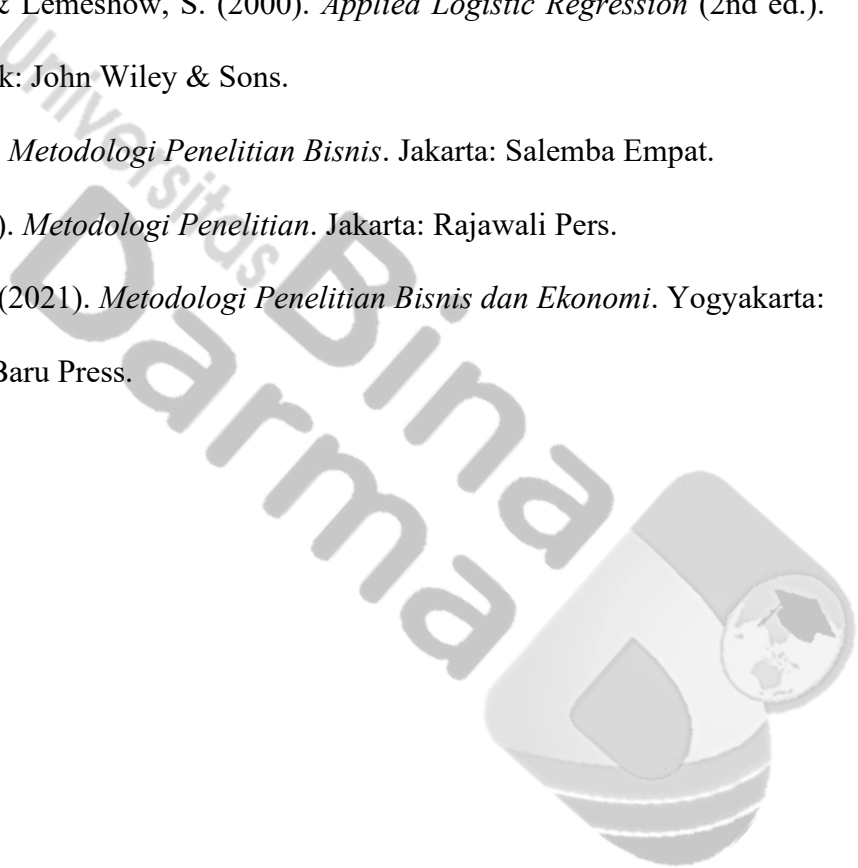 & Lemeshow, S. (2000). Applied Logistic Regression (2nd ed.).
k: John Wiley & Sons.
Metodologi Penelitian Bisnis. Jakarta: Salemba Empat.
). Metodologi Penelitian. Jakarta: Rajawali Pers.
(2021). Metodologi Penelitian Bisnis dan Ekonomi. Yogyakarta:
Baru Press.
Universitas
Bina
Darma